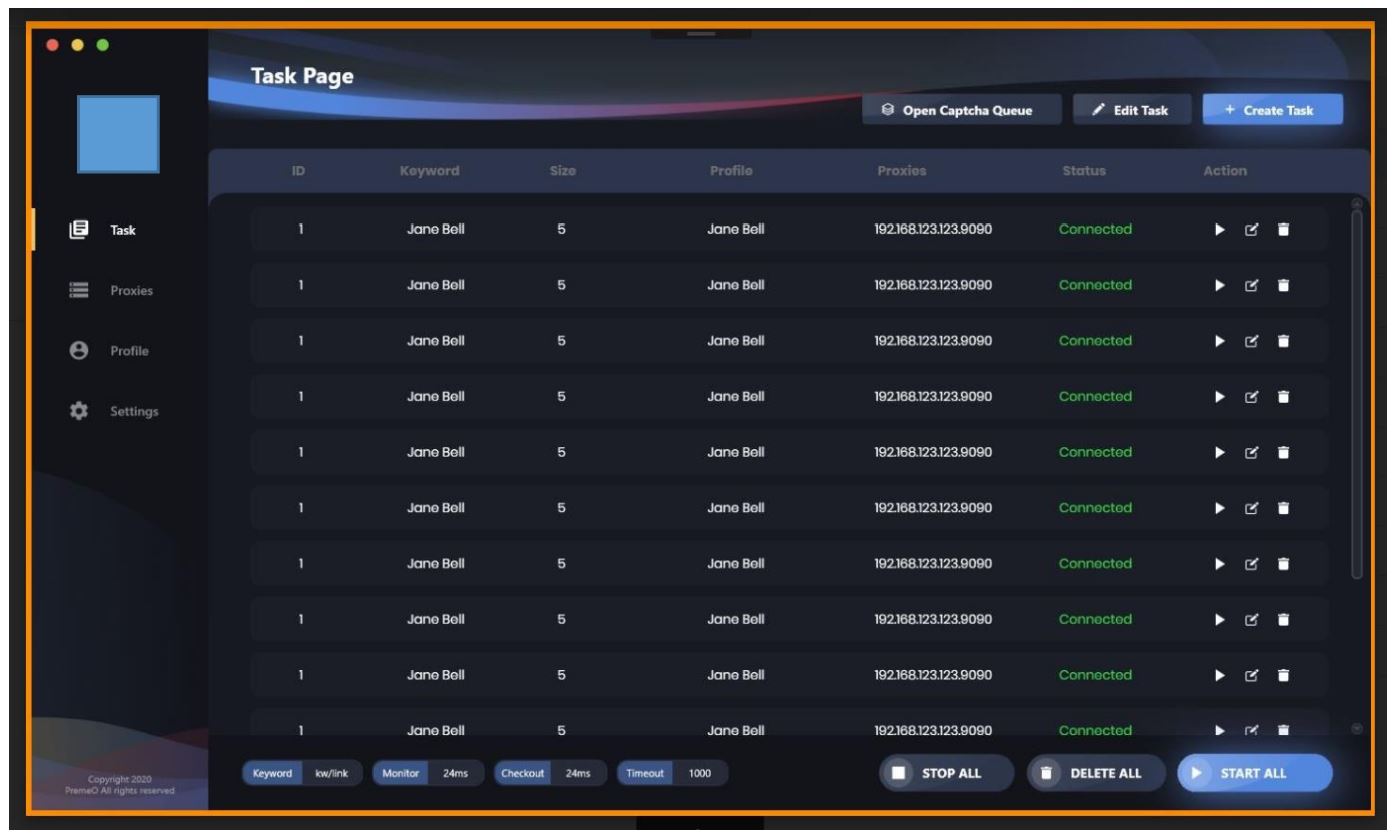 Task Page
Open Captcha Queue Edit Task + Create Task
ID Keyword Size Profile Proxies Status Action
Task
Proxies
Profile
Settings
1 Jane Bell 5 Jane Bell 192.168.123.123.9090 Connected
1 Jane Bell 5 Jane Bell 192.168.123.123.9090 Connected
1 Jane Bell 5 Jane Bell 192.168.123.123.9090 Connected
1 Jane Bell 5 Jane Bell 192.168.123.123.9090 Connected
1 Jane Bell 5 Jane Bell 192.168.123.123.9090 Connected
1 Jane Bell 5 Jane Bell 192.168.123.123.9090 Connected
1 Jane Bell 5 Jane Bell 192.168.123.123.9090 Connected
1 Jane Bell 5 Jane Bell 192.168.123.123.9090 Connected
1 Jane Bell 5 Jane Bell 192.168.123.123.9090 Connected
1 Jane Bell 5 Jane Bell 192.168.123.123.9090 Connected
Keyword kw/link Monitor 24ms Checkout 24ms Timeout 1000 STOP ALL DELETE ALL START ALL
Copyright 2020
PremeO All rights reserved